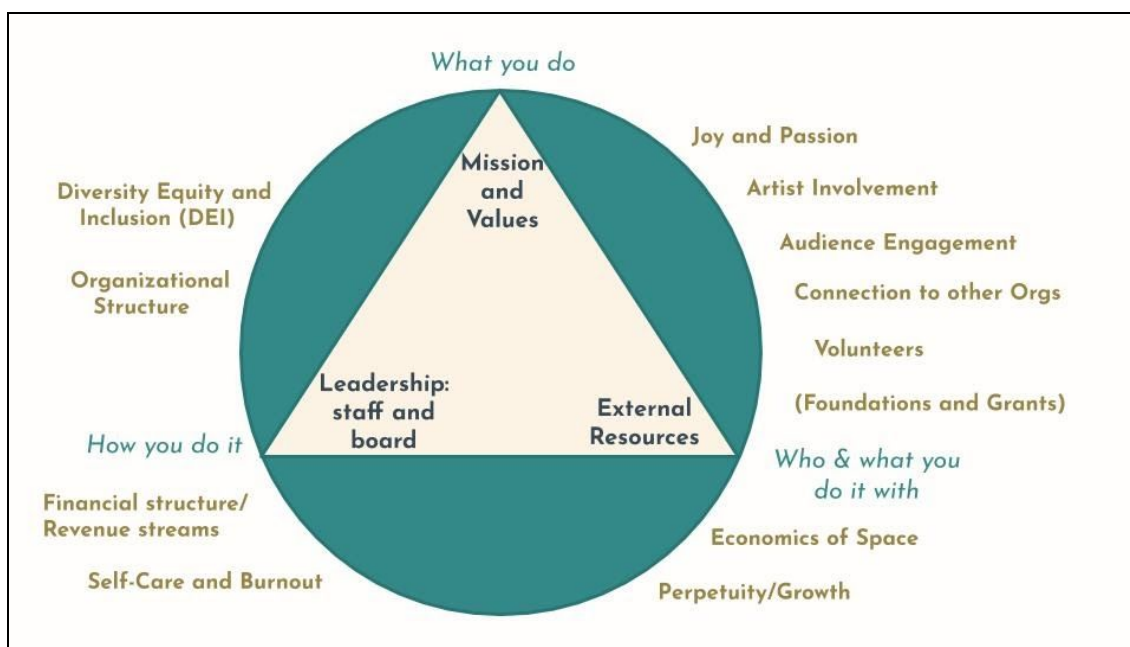 What you do
Joy and Passion
Mission
and
Values
Diversity Equity and
Inclusion (DEI)
Artist Involvement
Audience Engagement
Organizational
Structure
Connection to other Orgs
Volunteers
Leadership:
staff and
board
External
Resources
(Foundations and Grants)
How you do it
Who & what you
do it with
Financial structure/
Revenue streams
Economics of Space
Self-Care and Burnout
Perpetuity/Growth